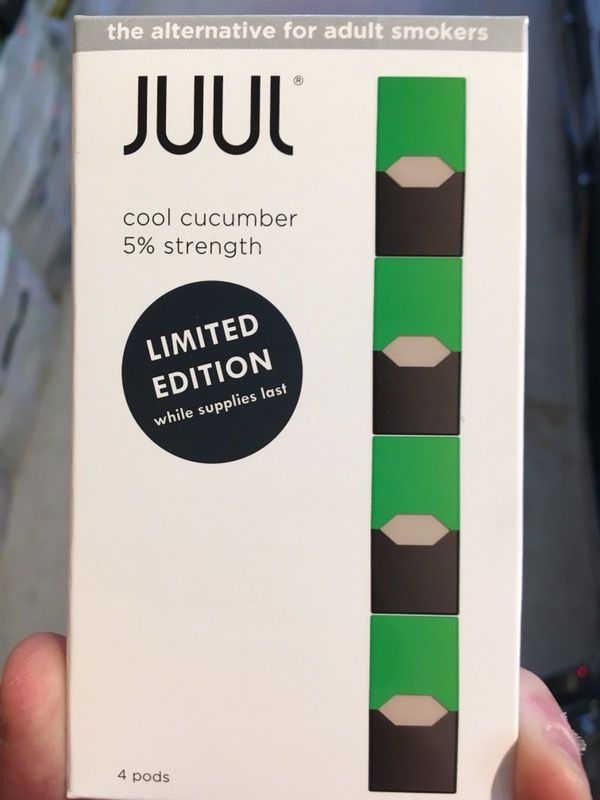 the alternative for adult smokers
JUUL®
cool cucumber
5% strength
LIMITED
EDITION
while supplies last
4 pods